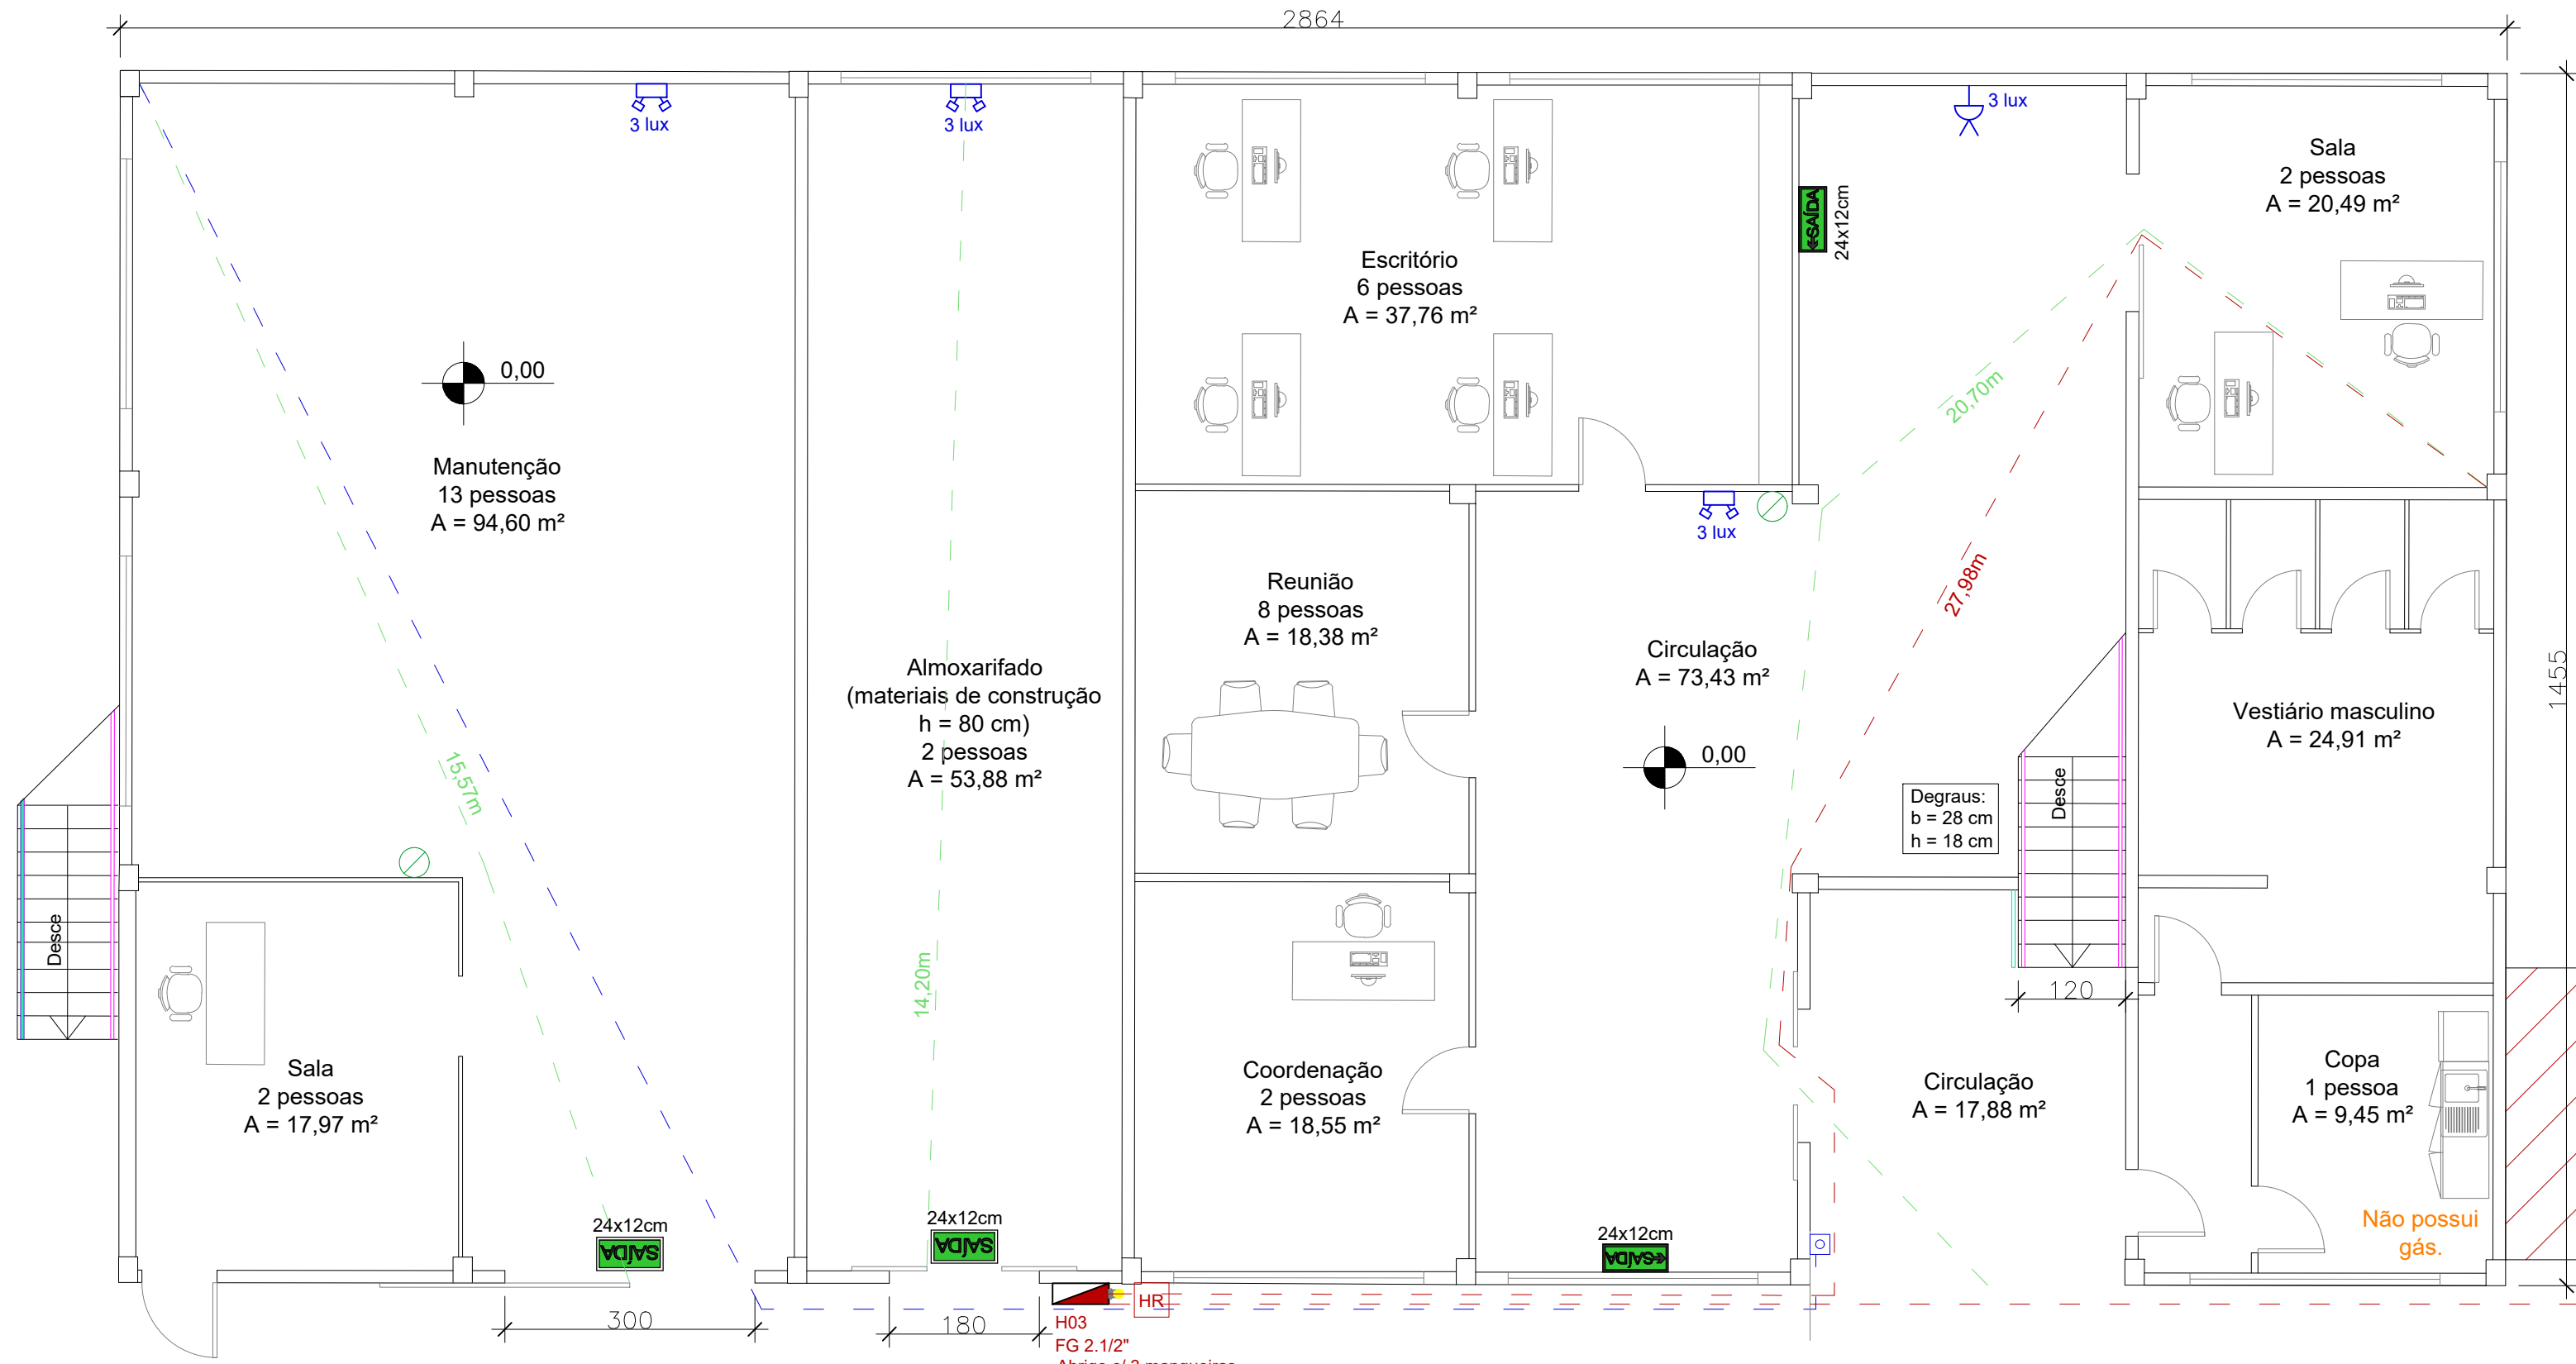 2864
3 lux
3 lux
3 lux
Sala
2 pessoas
A = 20,49 m²
←SAÍDA
24x12cm
Escritório
6 pessoas
A = 37,76 m²
0,00
20,70m
Manutenção
13 pessoas
A = 94,60 m²
3 lux
27,98m
Reunião
8 pessoas
A = 18,38 m²
Circulação
A = 73,43 m²
1455
Almoxarifado
(materiais de construção
h = 80 cm)
2 pessoas
A = 53,88 m²
Vestiário masculino
A = 24,91 m²
0,00
15,57m
Degraus:
b = 28 cm
h = 18 cm
Desce
Desce
14,20m
120
Sala
2 pessoas
A = 17,97 m²
Coordenação
2 pessoas
A = 18,55 m²
Circulação
A = 17,88 m²
Copa
1 pessoa
A = 9,45 m²
Não possui
gás.
24x12cm
SAÍDA
24x12cm
SAÍDA
24x12cm
←SAÍDA
HR
300
180
H03
FG 2.1/2"